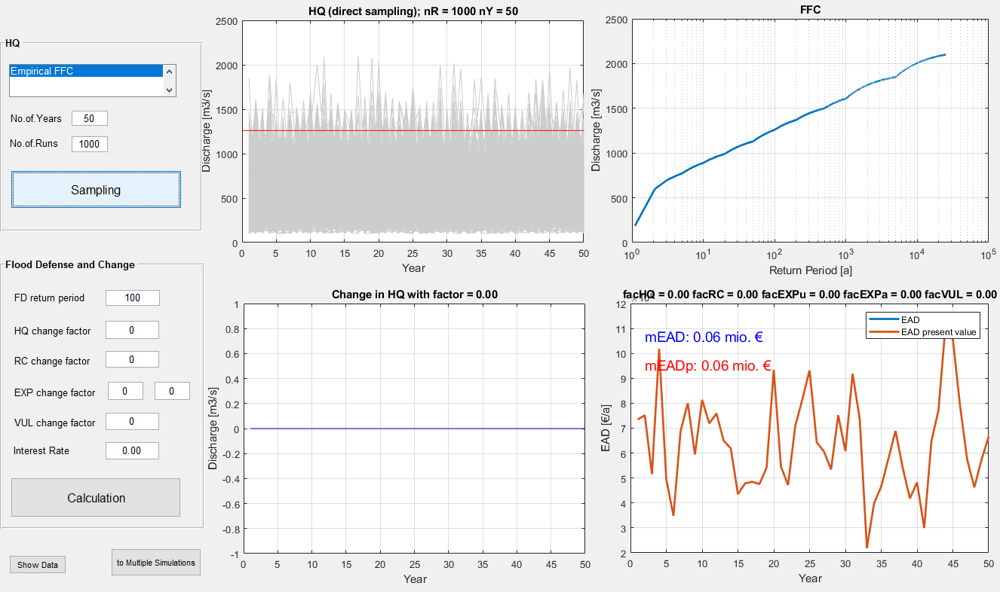 HQ
Empirical FFC
No.of.Years 50
No.of.Runs 1000
Sampling
Flood Defense and Change
FD return period 100
HQ change factor 0
RC change factor 0
EXP change factor 0 0
VUL change factor 0
Interest Rate 0.00
Calculation
Show Data
to Multiple Simulations
HQ (direct sampling); nR = 1000 nY = 50
Discharge [m3/s]
2500
2000
1500
1000
500
0
0 5 10 15 20 25 30 35 40 45 50
Year
FFC
Discharge [m3/s]
2500
2000
1500
1000
500
0
10^0 10^1 10^2 10^3 10^4 10^5
Return Period [a]
Change in HQ with factor = 0.00
Discharge [m3/s]
1
0.8
0.6
0.4
0.2
0
-0.2
-0.4
-0.6
-0.8
-1
0 5 10 15 20 25 30 35 40 45 50
Year
facHQ = 0.00 facRC = 0.00 facEXPu = 0.00 facEXPa = 0.00 facVUL = 0.00
EAD [€/a]
12
11
10
9
8
7
6
5
4
3
2
mEAD: 0.06 mio. €
mEADp: 0.06 mio. €
EAD
EAD present value
0 5 10 15 20 25 30 35 40 45 50
Year